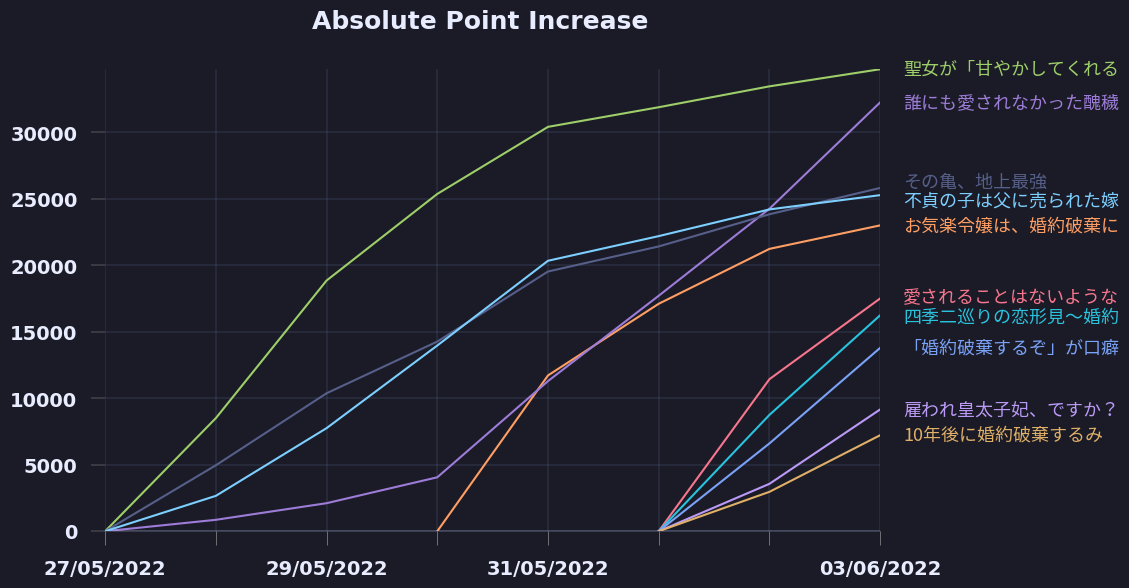 Absolute Point Increase
聖女が「甘やかしてくれる
誰にも愛されなかった醜穢
30000
その亀、地上最強
25000
不貞の子は父に売られた嫁
お気楽令嬢は、婚約破棄に
20000
愛されることはないような
四季二巡りの恋形見～婚約
15000
「婚約破棄するぞ」が口癖
10000
雇われ皇太子妃、ですか？
10年後に婚約破棄するみ
5000
0
27/05/2022
29/05/2022
31/05/2022
03/06/2022